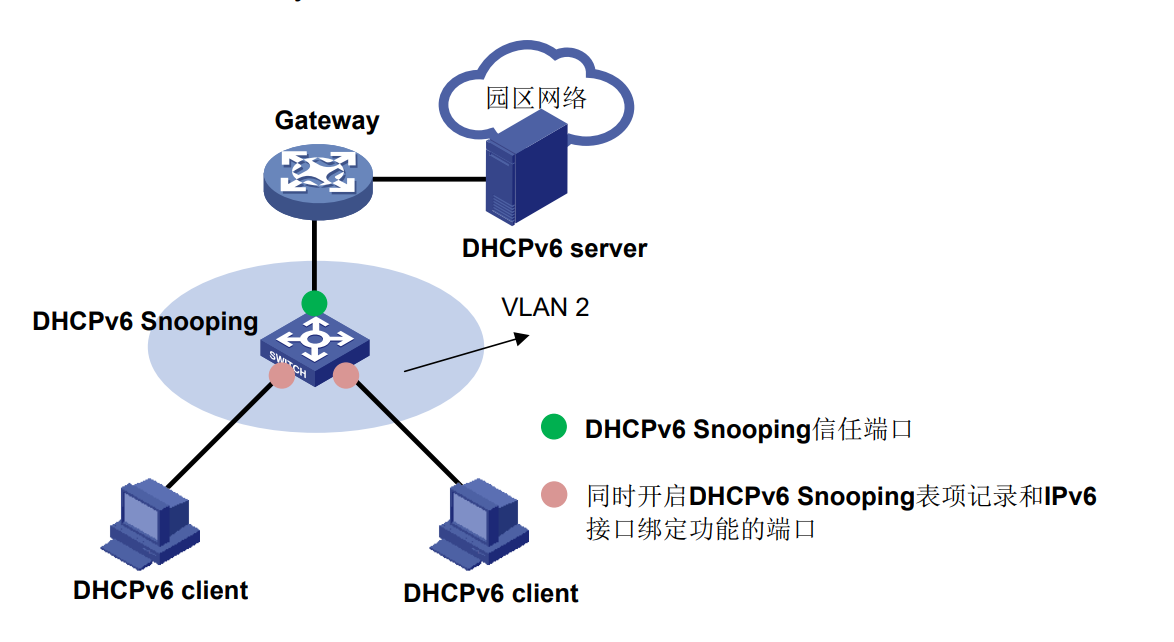 园区网络
Gateway
DHCPv6 server
VLAN 2
DHCPv6 Snooping
SWITCH
DHCPv6 Snooping信任端口
同时开启DHCPv6 Snooping表项记录和IPv6
接口绑定功能的端口
DHCPv6 client
DHCPv6 client